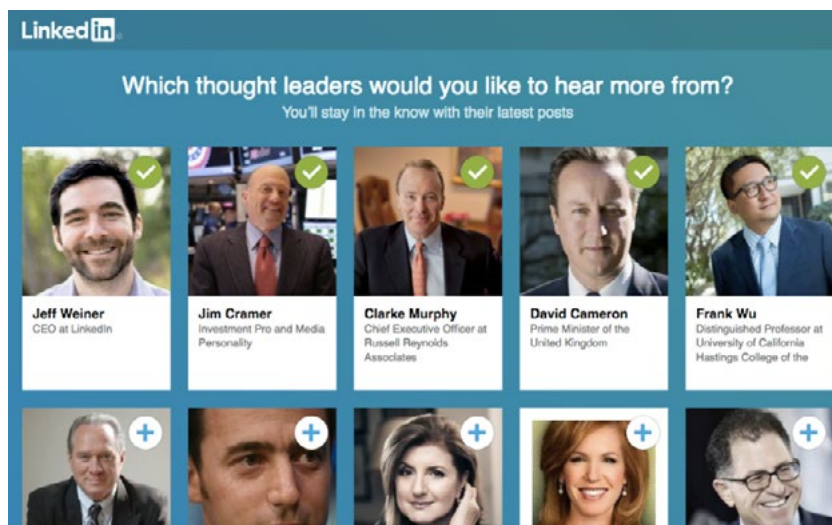 Linked in
Which thought leaders would you like to hear more from?
You'll stay in the know with their latest posts
Jeff Weiner
CEO at LinkedIn
Jim Cramer
Investment Pro and Media
Personality
Clarke Murphy
Chief Executive Officer at
Russell Reynolds
Associates
David Cameron
Prime Minister of the
United Kingdom
Frank Wu
Distinguished Professor at
University of California
Hastings College of the